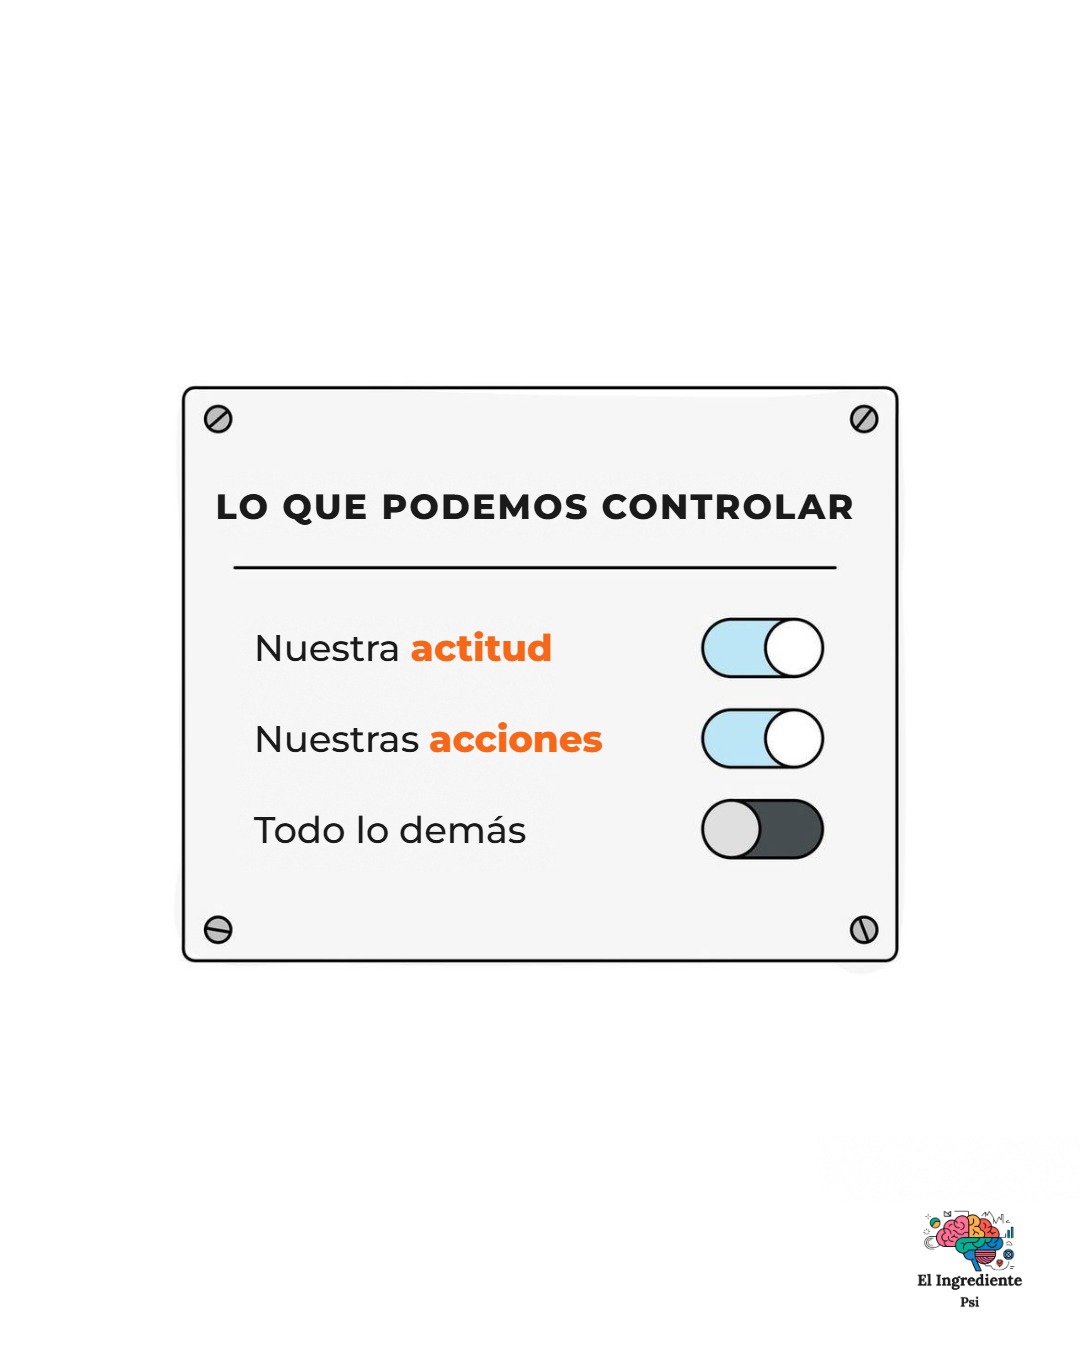 LO QUE PODEMOS CONTROLAR
Nuestra actitud
Nuestras acciones
Todo lo demás
El Ingrediente
Psi